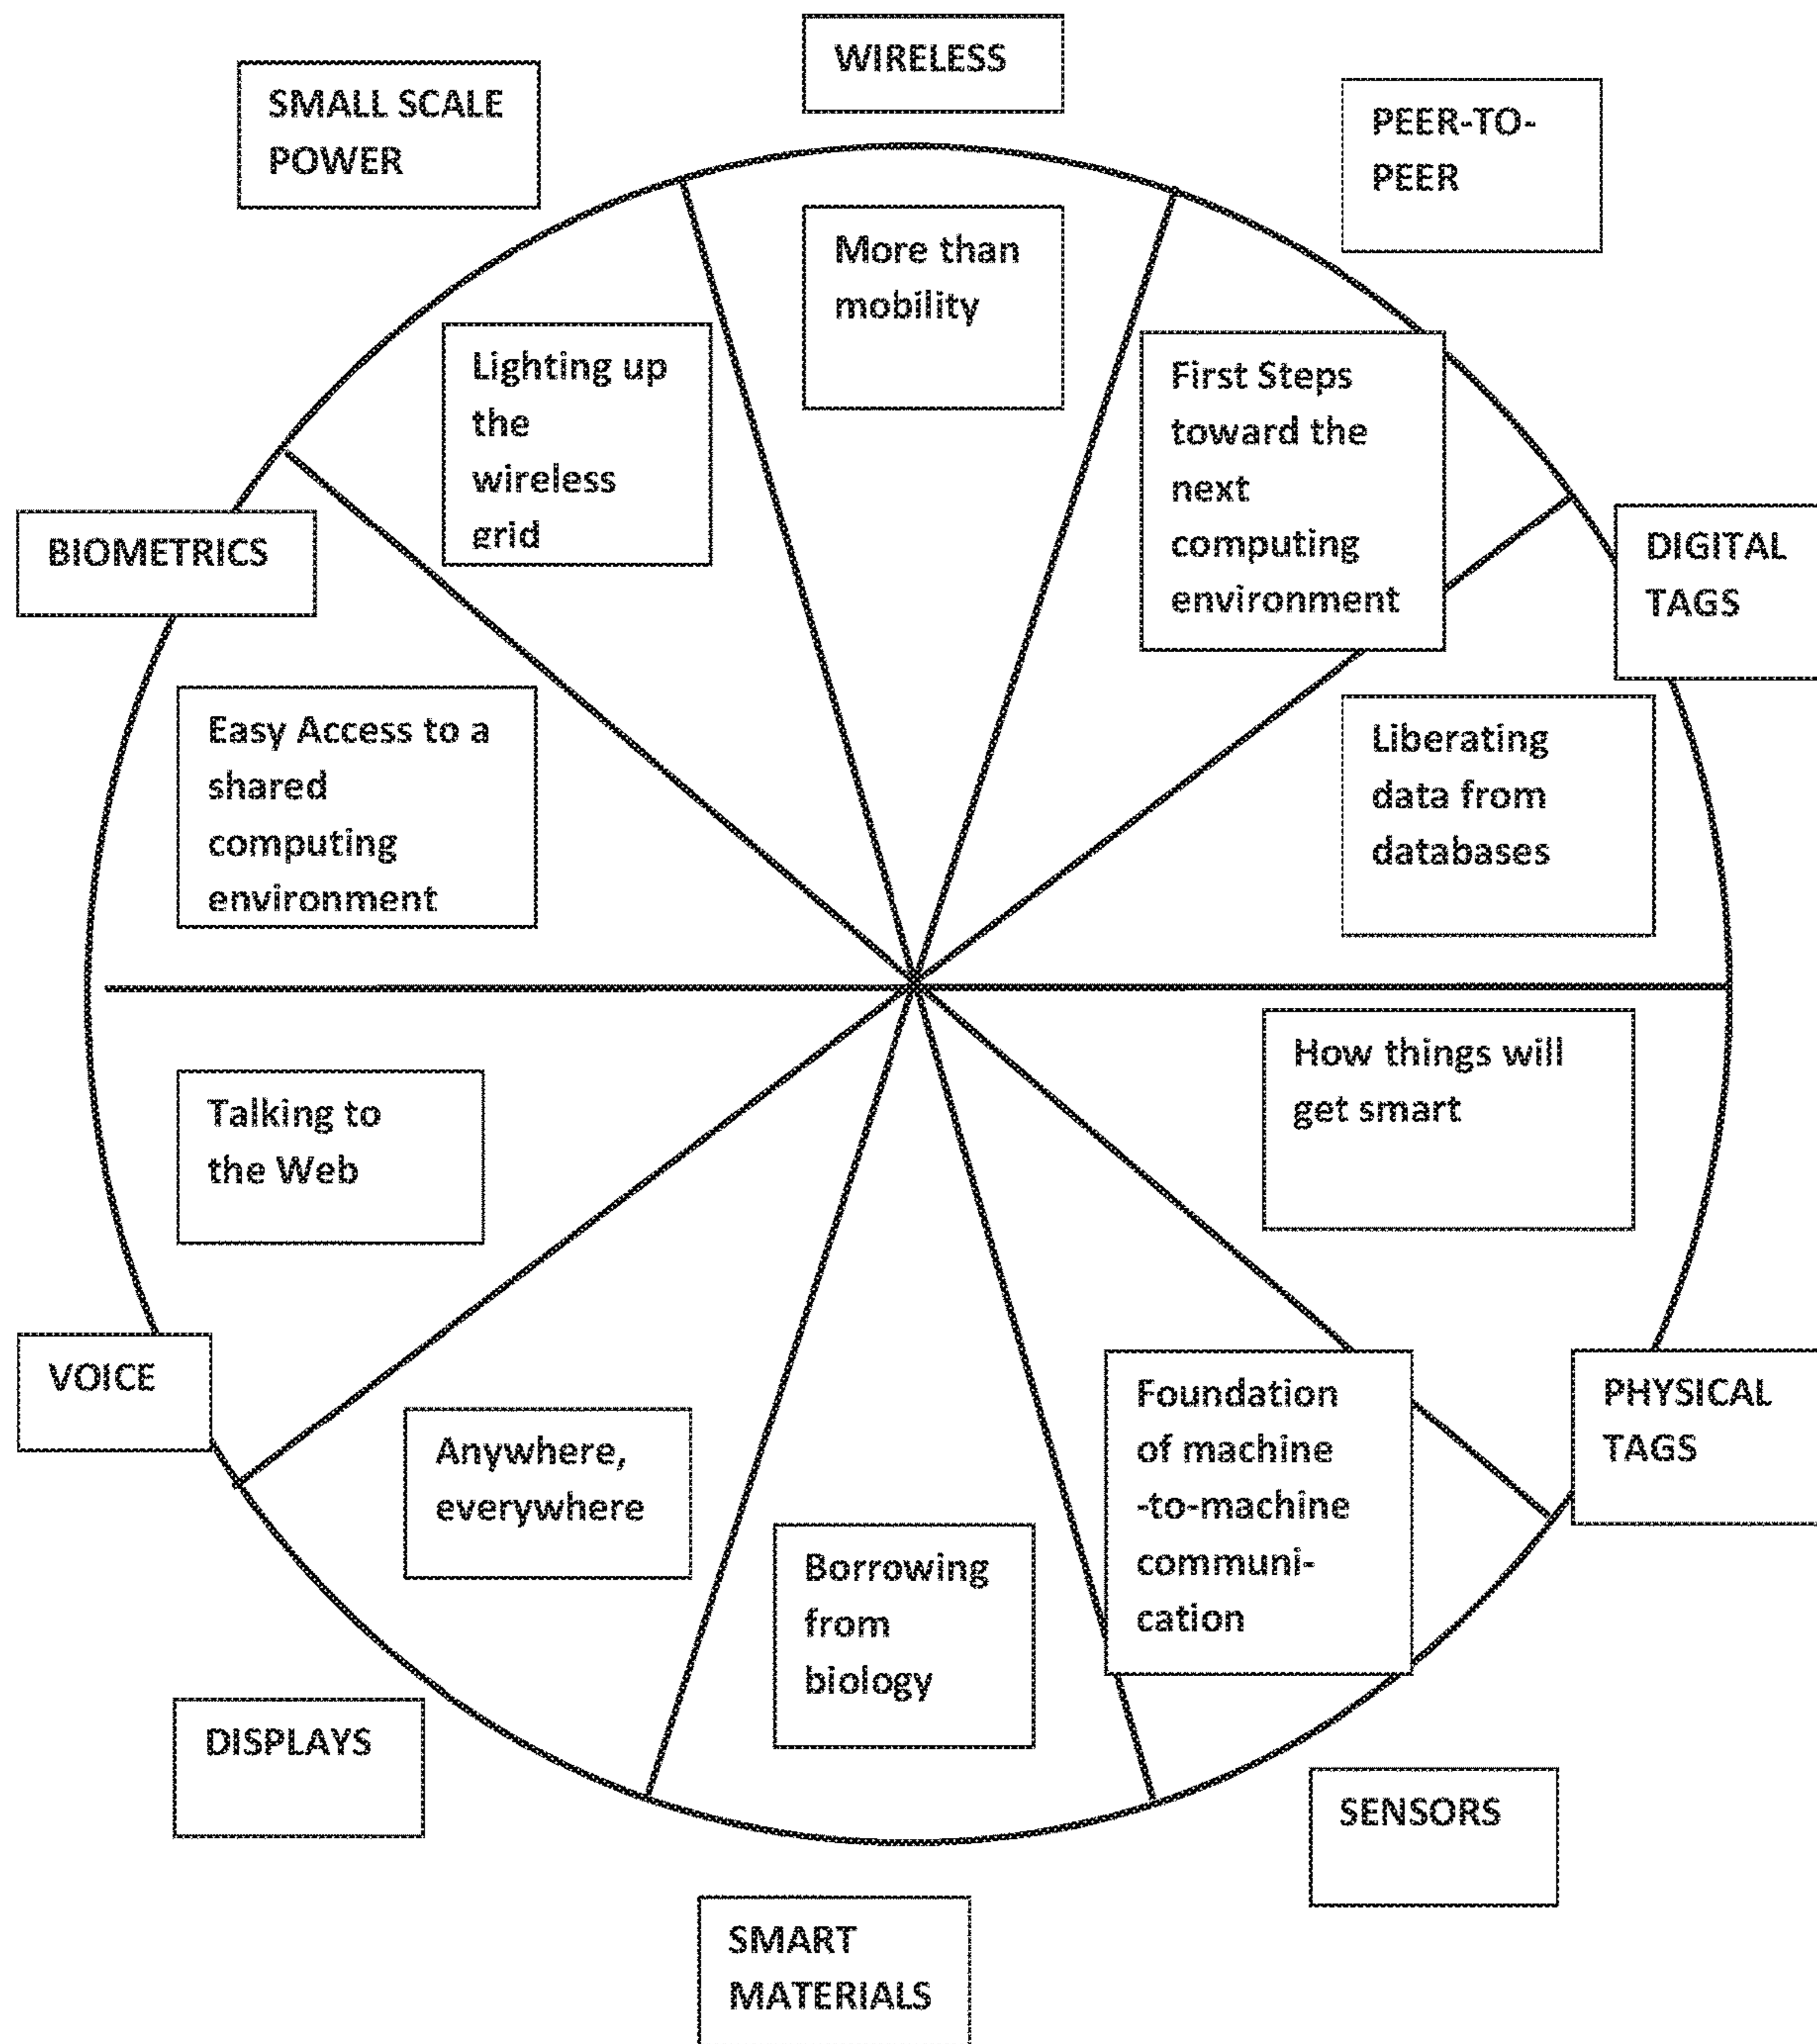 WIRELESS
SMALL SCALE
POWER
PEER-TO-
PEER
More than
mobility
Lighting up
the
wireless
grid
First Steps
toward the
next
computing
environment
BIOMETRICS
DIGITAL
TAGS
Easy Access to a
shared
computing
environment
Liberating
data from
databases
How things will
get smart
Talking to
the Web
VOICE
PHYSICAL
TAGS
Foundation
of machine
-to-machine
communi-
cation
Anywhere,
everywhere
Borrowing
from
biology
DISPLAYS
SENSORS
SMART
MATERIALS